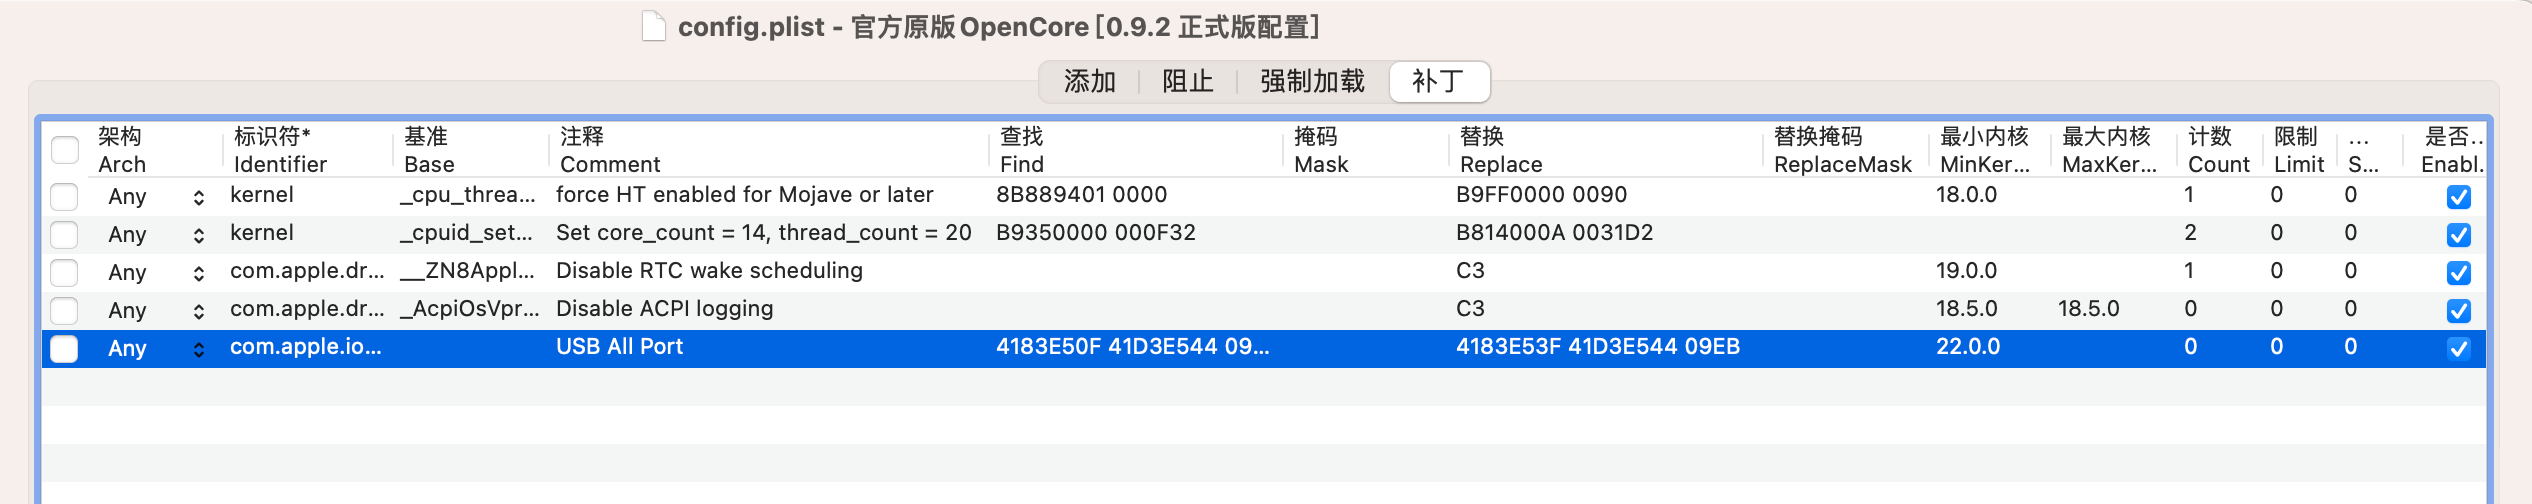 config.plist - 官方原版OpenCore [0.9.2 正式版配置]
添加 阻止 强制加载 补丁
架构 标识符* 基准 注释 查找 掩码 替换 替换掩码 最小内核 最大内核 计数 限制 ... 是否..
Arch Identifier Base Comment Find Mask Replace ReplaceMask MinKer... MaxKer... Count Limit S... Enabl.
Any kernel _cpu_threa... force HT enabled for Mojave or later 8B889401 0000 B9FF0000 0090 18.0.0 1 0 0
Any kernel _cpuid_set... Set core_count = 14, thread_count = 20 B9350000 000F32 B814000A 0031D2 2 0 0
Any com.apple.dr... __ZN8Appl... Disable RTC wake scheduling C3 19.0.0 1 0 0
Any com.apple.dr... _AcpiOsVpr... Disable ACPI logging C3 18.5.0 18.5.0 0 0 0
Any com.apple.io... USB All Port 4183E50F 41D3E544 09... 4183E53F 41D3E544 09EB 22.0.0 0 0 0